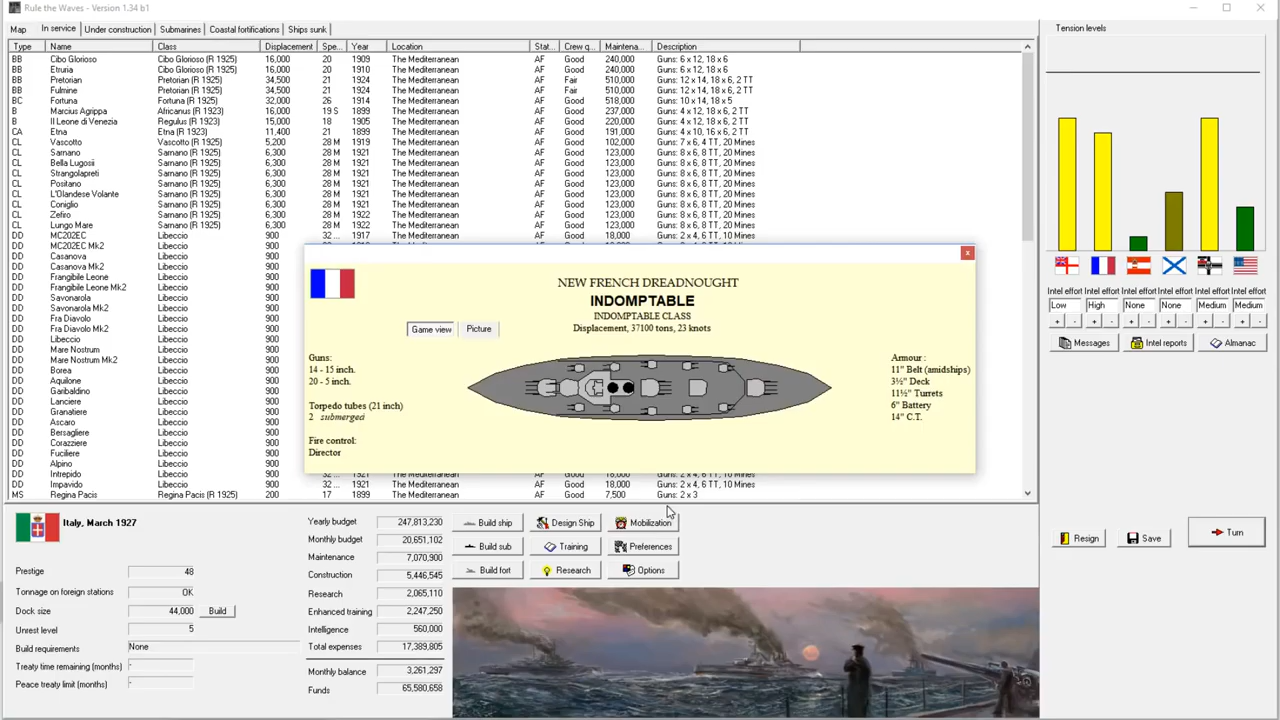 Rule the Waves - Version 1.34 b1
Map In service Under construction Submarines Coastal fortifications Ships sunk
Type Name Class Displacement Spe... Year Location Stat... Crew q... Maintena... Description
BB Cibo Glorioso Cibo Glorioso (R 1925) 16,000 20 1909 The Mediterranean AF Good 240,000 Guns: 6 x 12, 18 x 6
BB Etruria Cibo Glorioso (R 1925) 16,000 20 1910 The Mediterranean AF Good 240,000 Guns: 6 x 12, 18 x 6
BB Pretorian Pretorian (R 1925) 34,500 21 1924 The Mediterranean AF Fair 510,000 Guns: 12 x 14, 18 x 6, 2 TT
BB Fulmine Pretorian (R 1925) 34,500 21 1924 The Mediterranean AF Fair 510,000 Guns: 12 x 14, 18 x 6, 2 TT
BC Fortuna Fortuna (R 1925) 32,000 26 1914 The Mediterranean AF Good 518,000 Guns: 10 x 14, 18 x 5
B Marcius Agrippa Africanus (R 1923) 16,000 19 S 1899 The Mediterranean AF Good 237,000 Guns: 4 x 12, 18 x 6, 2 TT
B Il Leone di Venezia Regulus (R 1923) 15,000 18 1905 The Mediterranean AF Good 220,000 Guns: 4 x 12, 18 x 6, 2 TT
CA Etna Etna (R 1923) 11,400 21 1899 The Mediterranean AF Good 191,000 Guns: 4 x 10, 16 x 6, 2 TT
CL Vascotto Vascotto (R 1925) 5,200 28 M 1919 The Mediterranean AF Good 102,000 Guns: 7 x 6, 4 TT, 20 Mines
CL Sarnano Sarnano (R 1925) 6,300 28 M 1921 The Mediterranean AF Good 123,000 Guns: 8 x 6, 8 TT, 20 Mines
CL Bella Lugosii Sarnano (R 1925) 6,300 28 M 1921 The Mediterranean AF Good 123,000 Guns: 8 x 6, 8 TT, 20 Mines
CL Strangolapreti Sarnano (R 1925) 6,300 28 M 1921 The Mediterranean AF Good 123,000 Guns: 8 x 6, 8 TT, 20 Mines
CL Positano Sarnano (R 1925) 6,300 28 M 1921 The Mediterranean AF Good 123,000 Guns: 8 x 6, 8 TT, 20 Mines
CL L'Olandese Volante Sarnano (R 1925) 6,300 28 M 1921 The Mediterranean AF Good 123,000 Guns: 8 x 6, 8 TT, 20 Mines
CL Coniglio Sarnano (R 1925) 6,300 28 M 1921 The Mediterranean AF Good 123,000 Guns: 8 x 6, 8 TT, 20 Mines
CL Zefiro Sarnano (R 1925) 6,300 28 M 1922 The Mediterranean AF Good 123,000 Guns: 8 x 6, 8 TT, 20 Mines
CL Lungo Mare Sarnano (R 1925) 6,300 28 M 1922 The Mediterranean AF Good 123,000 Guns: 8 x 6, 8 TT, 20 Mines
DD MC202EC Libeccio 900 32 ... 1917 The Mediterranean AF Good 18,000 Guns: 2 x 4, 6 TT, 10 Mines
DD MC202EC Mk2 Libeccio 900
DD Casanova Libeccio 900
DD Casanova Mk2 Libeccio 900
DD Frangibile Leone Libeccio 900
DD Frangibile Leone Mk2 Libeccio 900
DD Savonarola Libeccio 900
DD Savonarola Mk2 Libeccio 900
DD Fra Diavolo Libeccio 900
DD Fra Diavolo Mk2 Libeccio 900
DD Libeccio Libeccio 900
DD Mare Nostrum Libeccio 900
DD Mare Nostrum Mk2 Libeccio 900
DD Borea Libeccio 900
DD Aquilone Libeccio 900
DD Garibaldino Libeccio 900
DD Lanciere Libeccio 900
DD Granatiere Libeccio 900
DD Ascaro Libeccio 900
DD Bersagliere Libeccio 900
DD Corazziere Libeccio 900
DD Fuciliere Libeccio 900
DD Alpino Libeccio 900
DD Intrepido Libeccio 900
DD Impavido Libeccio 900 32 ... 1921 The Mediterranean AF Good 18,000 Guns: 2 x 4, 6 TT, 10 Mines
MS Regina Pacis Regina Pacis (R 1925) 200 17 1899 The Mediterranean AF Good 7,500 Guns: 2 x 3
NEW FRENCH DREADNOUGHT
INDOMPTABLE
INDOMPTABLE CLASS
Displacement, 37100 tons, 23 knots
Game view Picture
Guns:
14 - 15 inch.
20 - 5 inch.
Torpedo tubes (21 inch)
2 submerged
Fire control:
Director
Armour :
11" Belt (amidships)
3½" Deck
11½" Turrets
6" Battery
14" C.T.
Tension levels
Intel effort Intel effort Intel effort Intel effort Intel effort Intel effort
Low High None None Medium Medium
+ - + - + - + - + - + -
Messages Intel reports Almanac
Resign Save Turn
Italy, March 1927
Prestige 48
Tonnage on foreign stations OK
Dock size 44,000 Build
Unrest level 5
Build requirements None
Treaty time remaining (months) -
Peace treaty limit (months) -
Yearly budget 247,813,230
Monthly budget 20,651,102
Maintenance 7,070,900
Construction 5,446,545
Research 2,065,110
Enhanced training 2,247,250
Intelligence 560,000
Total expenses 17,389,805
Monthly balance 3,261,297
Funds 65,580,658
Build ship Design Ship Mobilization
Build sub Training Preferences
Build fort Research Options